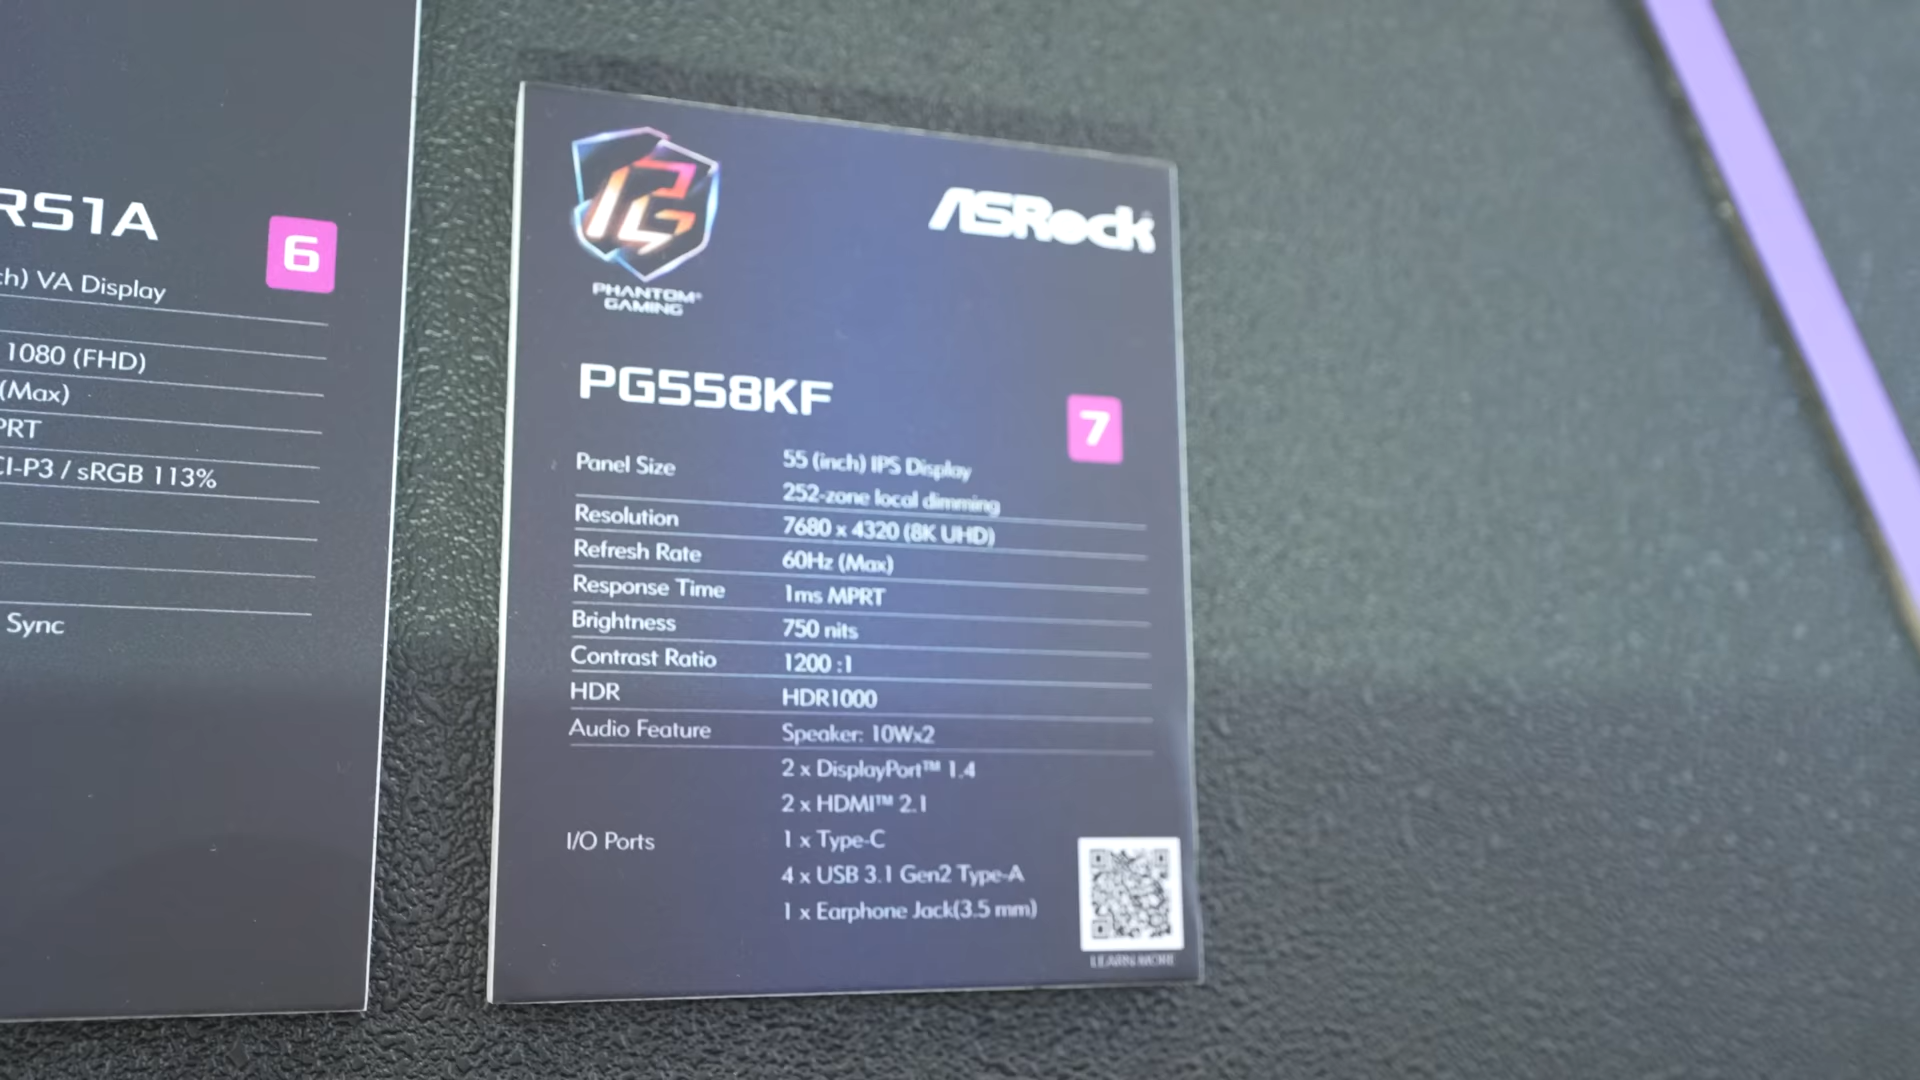 RS1A
6
ch) VA Display
1080 (FHD)
(Max)
PRT
CI-P3 / sRGB 113%
Sync
PHANTOM®
GAMING
ASRock
PG558KF
7
Panel Size 55 (inch) IPS Display
252-zone local dimming
Resolution 7680 x 4320 (8K UHD)
Refresh Rate 60Hz (Max)
Response Time 1ms MPRT
Brightness 750 nits
Contrast Ratio 1200 :1
HDR HDR1000
Audio Feature Speaker: 10Wx2
I/O Ports 2 x DisplayPort™ 1.4
2 x HDMI™ 2.1
1 x Type-C
4 x USB 3.1 Gen2 Type-A
1 x Earphone Jack(3.5 mm)
LEARN MORE